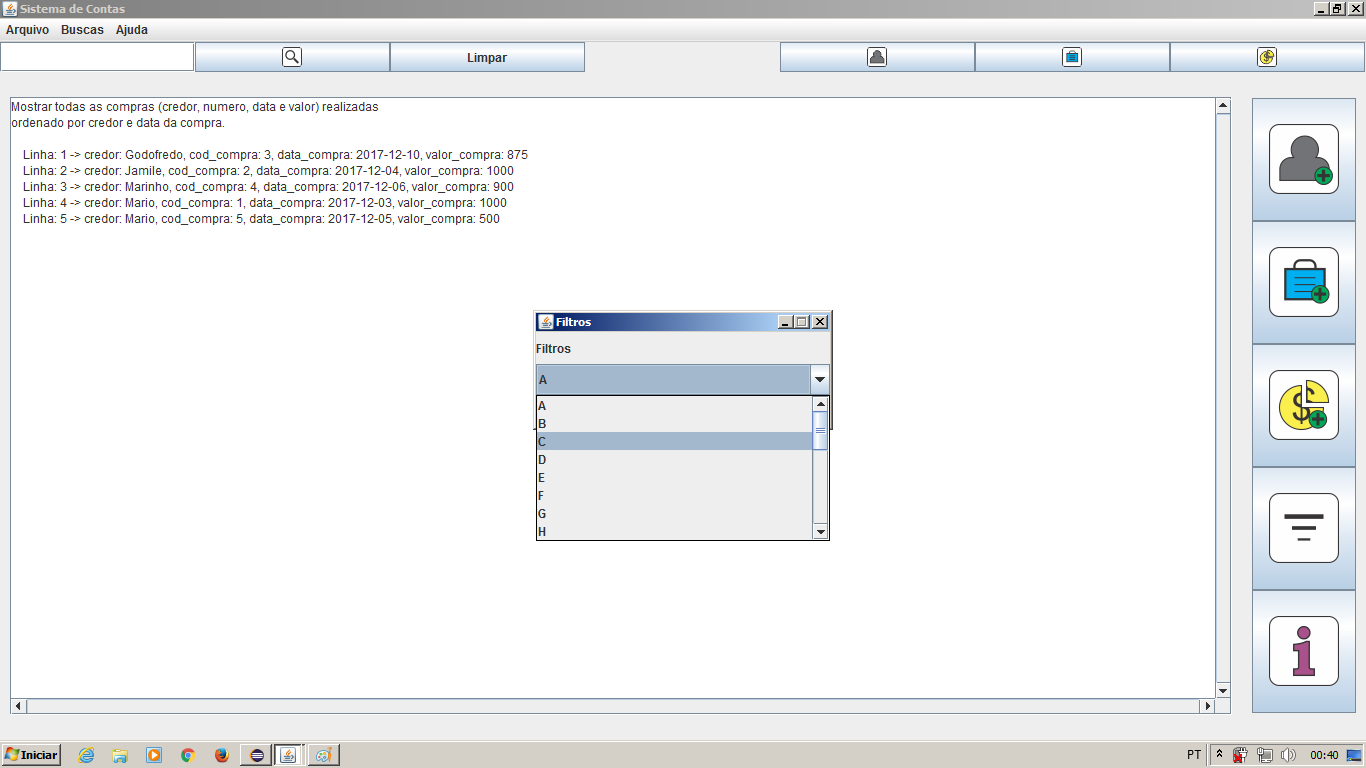 Sistema de Contas
Arquivo Buscas Ajuda
Limpar
Mostrar todas as compras (credor, numero, data e valor) realizadas
ordenado por credor e data da compra.
Linha: 1 -> credor: Godofredo, cod_compra: 3, data_compra: 2017-12-10, valor_compra: 875
Linha: 2 -> credor: Jamile, cod_compra: 2, data_compra: 2017-12-04, valor_compra: 1000
Linha: 3 -> credor: Marinho, cod_compra: 4, data_compra: 2017-12-06, valor_compra: 900
Linha: 4 -> credor: Mario, cod_compra: 1, data_compra: 2017-12-03, valor_compra: 1000
Linha: 5 -> credor: Mario, cod_compra: 5, data_compra: 2017-12-05, valor_compra: 500
Filtros
Filtros
A
A
B
C
D
E
F
G
H
Iniciar
PT
00:40